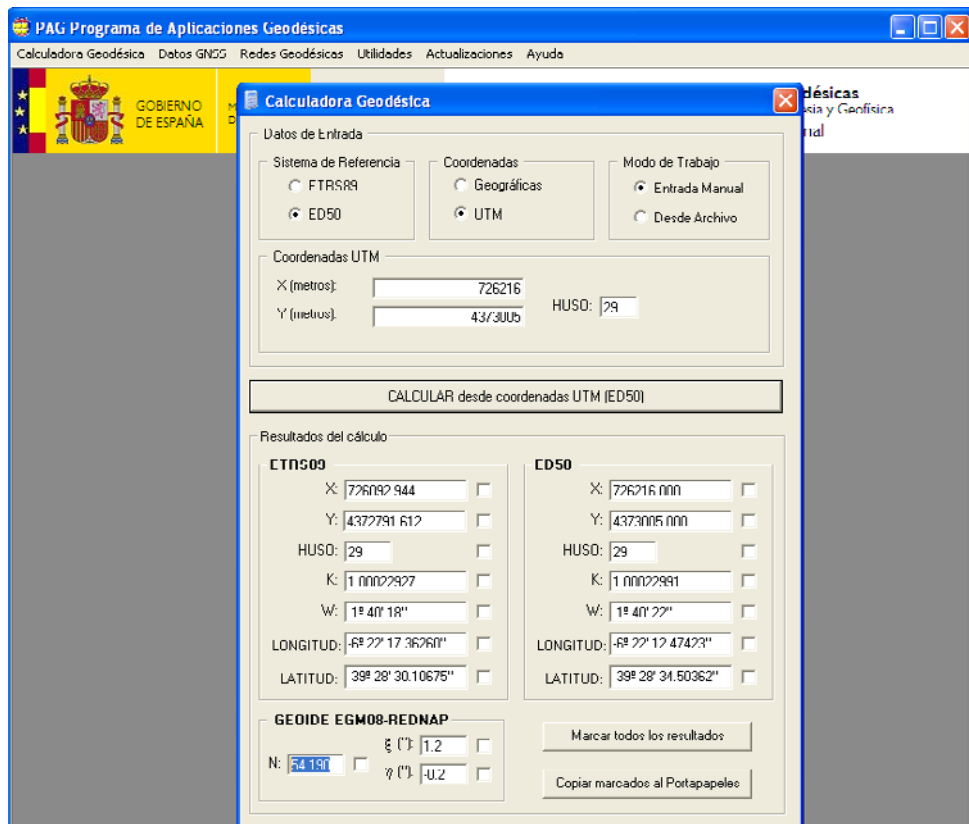 PAG Programa de Aplicaciones Geodésicas
Calculadora Geodésica Datos GNSS Redes Geodésicas Utilidades Actualizaciones Ayuda
GOBIERNO
DE ESPAÑA
M
D
désicas
esia y Geofísica
nal
Calculadora Geodésica
Datos de Entrada
Sistema de Referencia
ETRS89
ED50
Coordenadas
Geográficas
UTM
Modo de Trabajo
Entrada Manual
Desde Archivo
Coordenadas UTM
X (metros): 726216
Y (metros): 4373005
HUSO: 29
CALCULAR desde coordenadas UTM (ED50)
Resultados del cálculo
ETRS89
X: 726092.944
Y: 4372791.612
HUSO: 29
K: 1.00022927
W: 1º 40' 18"
LONGITUD: -6º 22' 17.36260"
LATITUD: 39º 28' 30.10675"
ED50
X: 726216.000
Y: 4373005.000
HUSO: 29
K: 1.00022991
W: 1º 40' 22"
LONGITUD: -6º 22' 12.47423"
LATITUD: 39º 28' 34.50362"
GEOIDE EGM08-REDNAP
N: 54.190
ξ ("): 1.2
η ("): -0.2
Marcar todos los resultados
Copiar marcados al Portapapeles